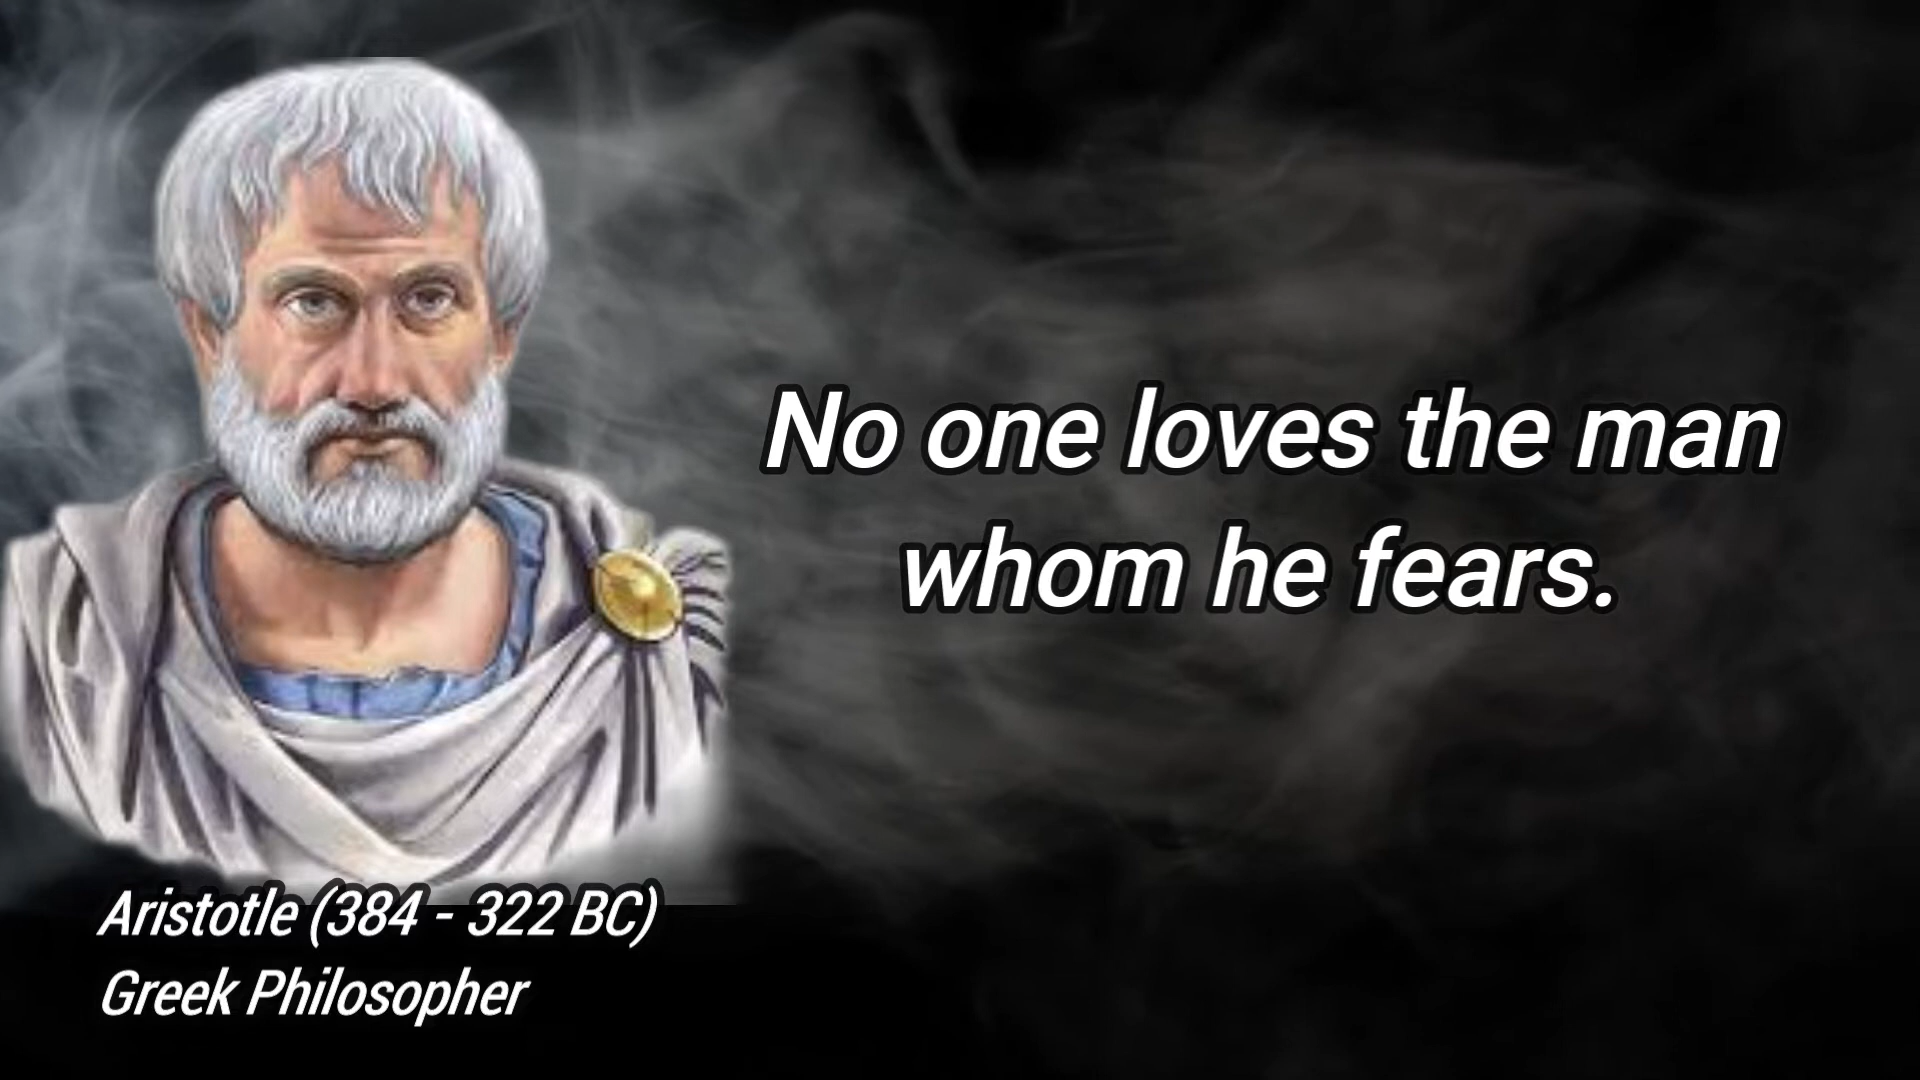 No one loves the man
whom he fears.
Aristotle (384 - 322 BC)
Greek Philosopher